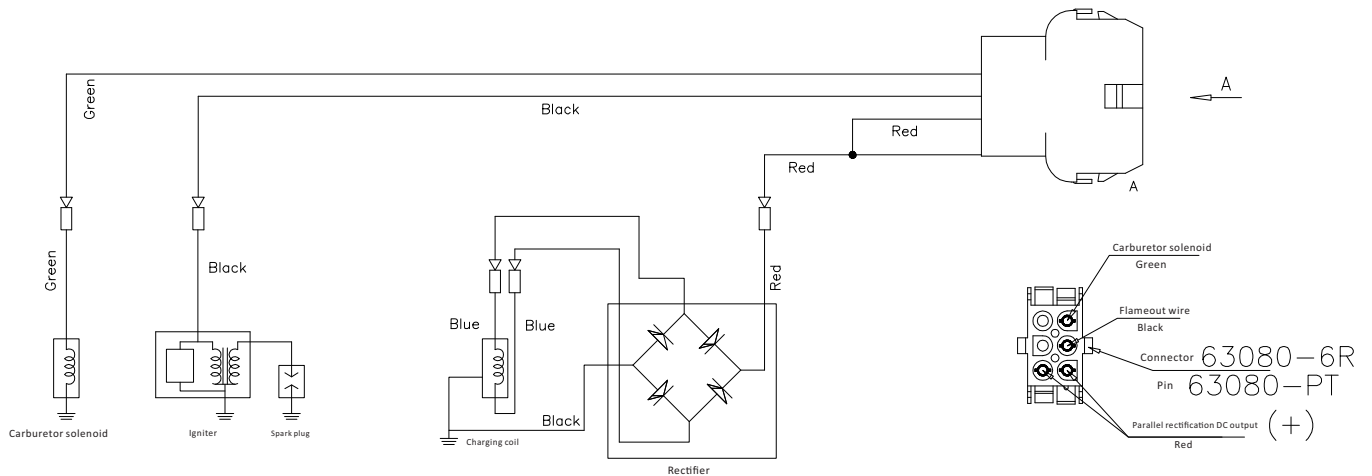 Green
Black
Red
Red
A
A
Green
Black
Blue
Blue
Red
Black
Carburetor solenoid
Igniter
Spark plug
Charging coil
Rectifier
Carburetor solenoid
Green
Flameout wire
Black
Connector 63080-6R
Pin 63080-PT
Parallel rectification DC output (+)
Red